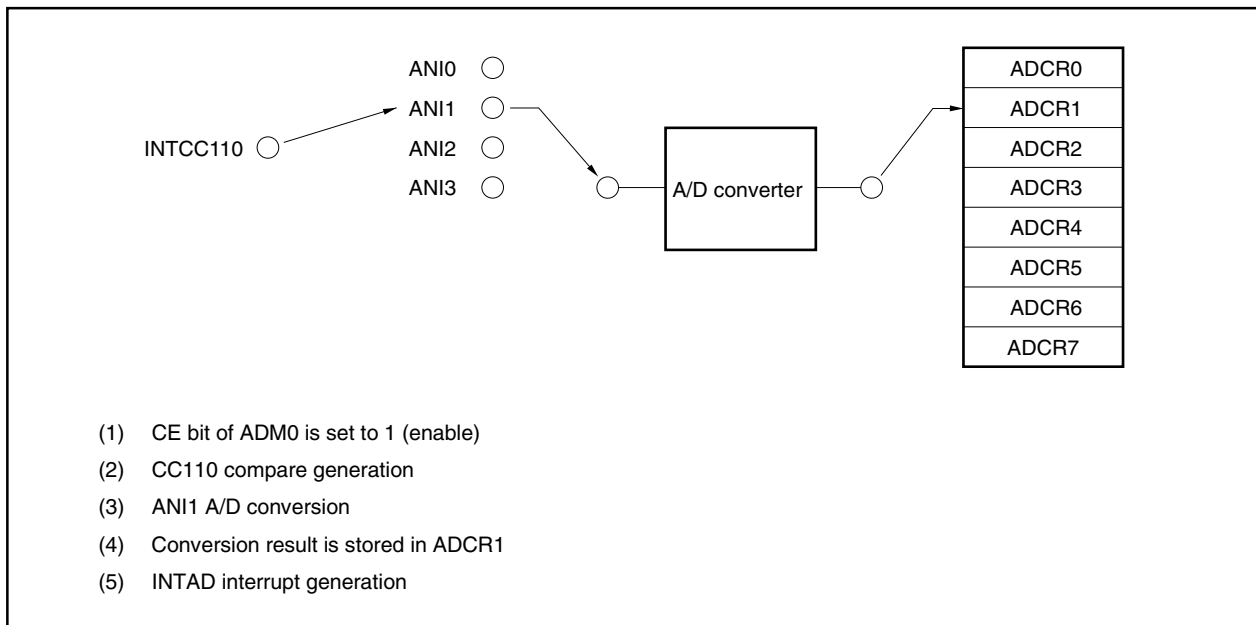 ANI0
ANI1
INTCC110
ANI2
ANI3
A/D converter
ADCR0
ADCR1
ADCR2
ADCR3
ADCR4
ADCR5
ADCR6
ADCR7
(1) CE bit of ADM0 is set to 1 (enable)
(2) CC110 compare generation
(3) ANI1 A/D conversion
(4) Conversion result is stored in ADCR1
(5) INTAD interrupt generation